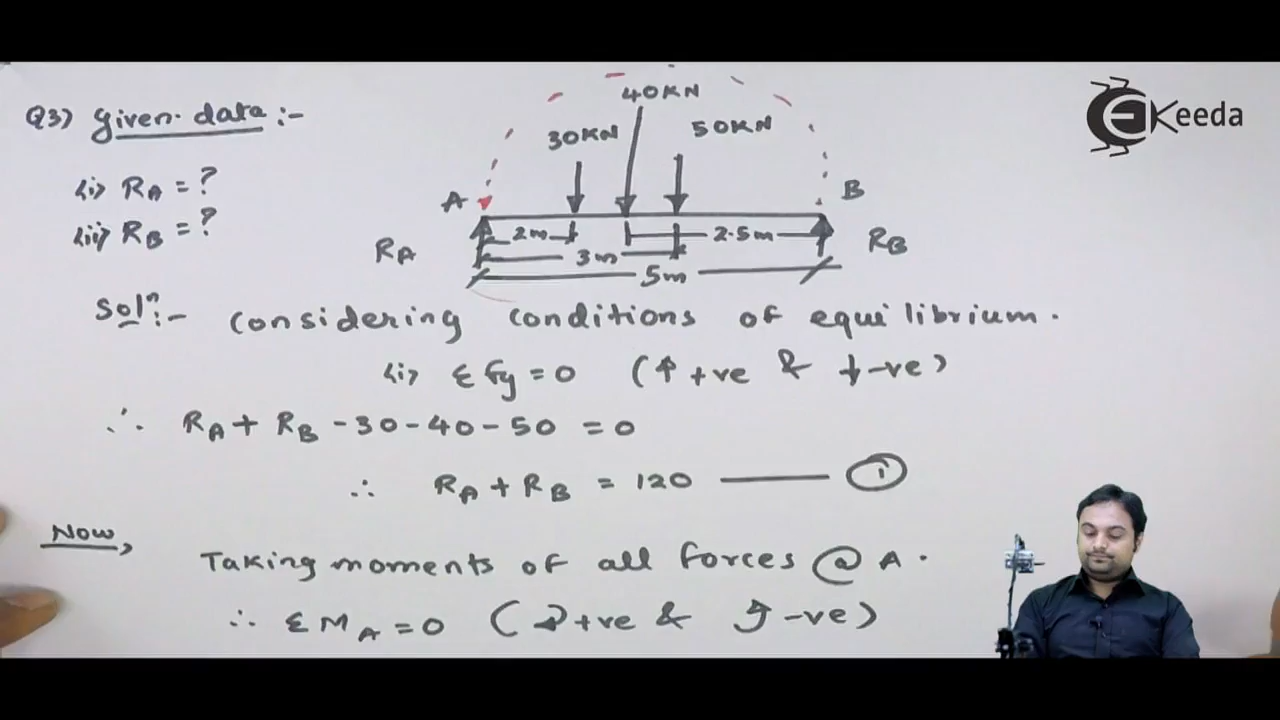 40KN
Q3) Given data :-
30KN
50KN
EKeeda
(i) RA = ?
(ii) RB = ?
A
B
RA
2m
2.5m
RB
3m
5m
Soln :- Considering conditions of equilibrium.
(i) ΣFy = 0 (↑ +ve & ↓ -ve)
∴ RA + RB - 30 - 40 - 50 = 0
∴ RA + RB = 120 —— ①
Now,
Taking moments of all forces @ A.
∴ ΣMA = 0 (↻ +ve & ↺ -ve)